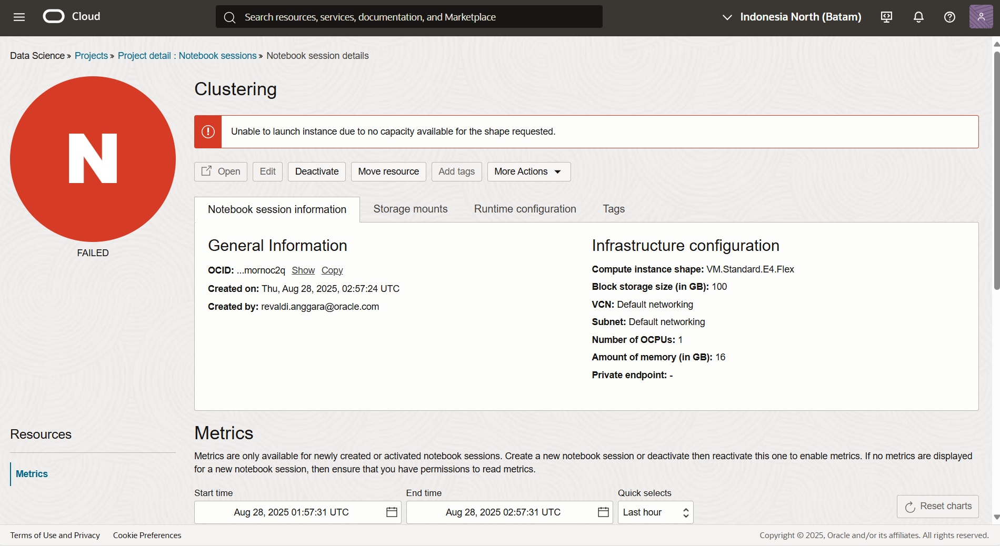 Cloud
Search resources, services, documentation, and Marketplace
Indonesia North (Batam)
Data Science » Projects » Project detail : Notebook sessions » Notebook session details
N
FAILED
Clustering
Unable to launch instance due to no capacity available for the shape requested.
Open Edit Deactivate Move resource Add tags More Actions
Notebook session information Storage mounts Runtime configuration Tags
General Information
OCID: ...mornoc2q Show Copy
Created on: Thu, Aug 28, 2025, 02:57:24 UTC
Created by: revaldi.anggara@oracle.com
Infrastructure configuration
Compute instance shape: VM.Standard.E4.Flex
Block storage size (in GB): 100
VCN: Default networking
Subnet: Default networking
Number of OCPUs: 1
Amount of memory (in GB): 16
Private endpoint: -
Resources
Metrics
Metrics
Metrics are only available for newly created or activated notebook sessions. Create a new notebook session or deactivate then reactivate this one to enable metrics. If no metrics are displayed
for a new notebook session, then ensure that you have permissions to read metrics.
Start time End time Quick selects
Aug 28, 2025 01:57:31 UTC Aug 28, 2025 02:57:31 UTC Last hour Reset charts
Terms of Use and Privacy Cookie Preferences Copyright © 2025, Oracle and/or its affiliates. All rights reserved.